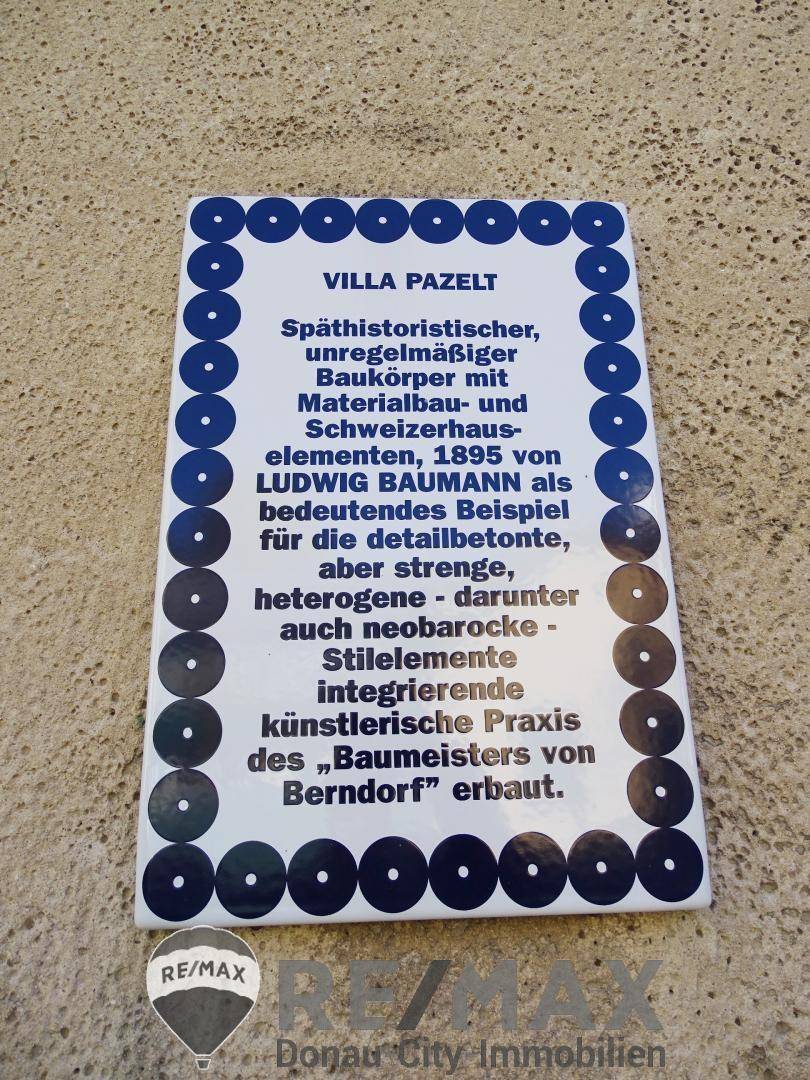 VILLA PAZELT
Späthistoristischer,
unregelmäßiger
Baukörper mit
Materialbau- und
Schweizerhaus-
elementen, 1895 von
LUDWIG BAUMANN als
bedeutendes Beispiel
für die detailbetonte,
aber strenge,
heterogene - darunter
auch neobarocke -
Stilelemente
integrierende
künstlerische Praxis
des „Baumeisters von
Berndorf” erbaut.
RE/MAX
RE/MAX
Donau-City-Immobilien